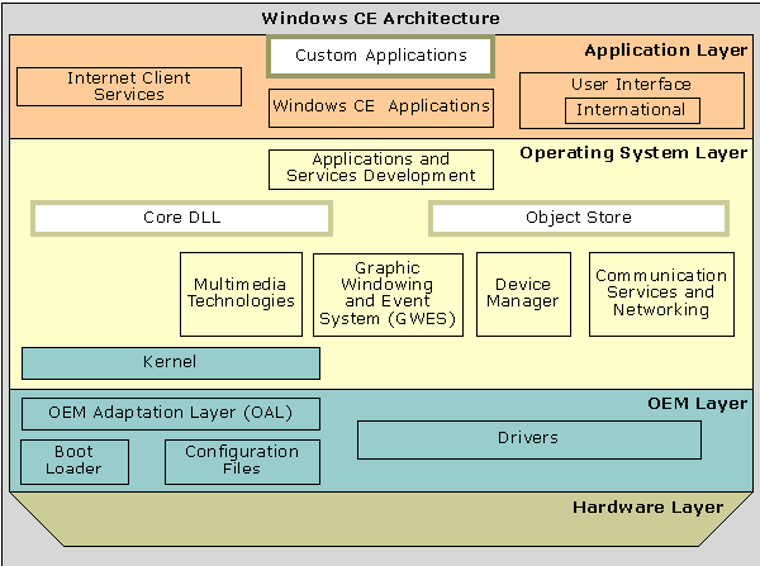 Windows CE Architecture
Application Layer
Custom Applications
Internet Client
Services
Windows CE  Applications
User Interface
International
Operating System Layer
Applications and
Services Development
Core DLL
Object Store
Multimedia
Technologies
Graphic
Windowing
and Event
System (GWES)
Device
Manager
Communication
Services and
Networking
Kernel
OEM Layer
OEM Adaptation Layer (OAL)
Boot
Loader
Configuration
Files
Drivers
Hardware Layer